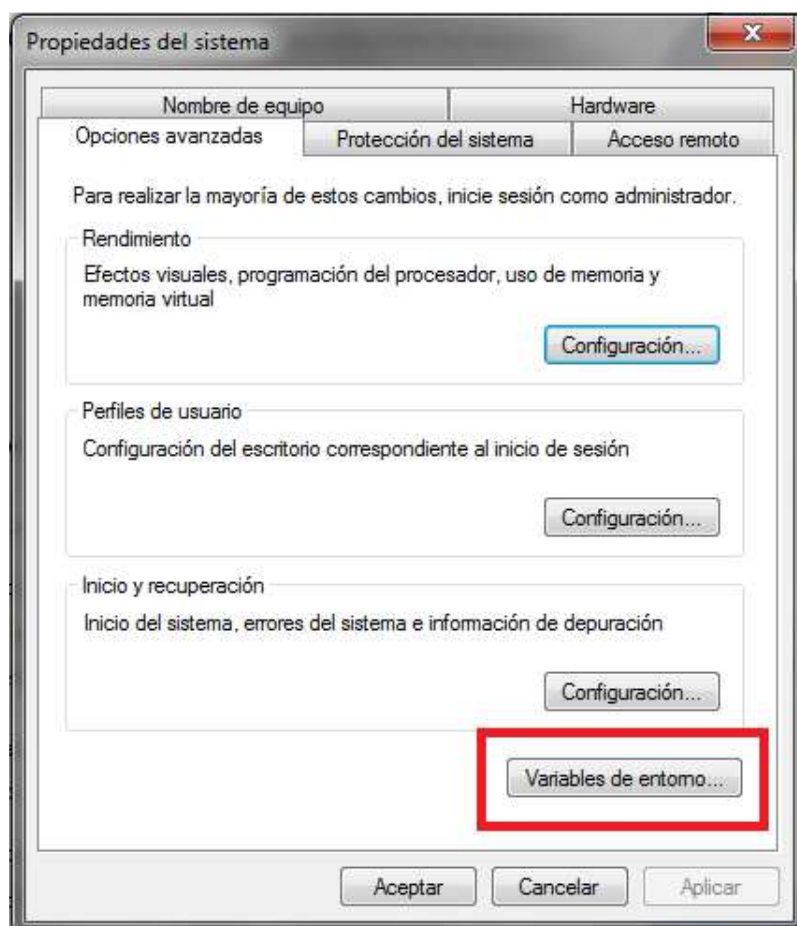 Propiedades del sistema
Nombre de equipo
Hardware
Opciones avanzadas
Protección del sistema
Acceso remoto
Para realizar la mayoría de estos cambios, inicie sesión como administrador.
Rendimiento
Efectos visuales, programación del procesador, uso de memoria y
memoria virtual
Configuración...
Perfiles de usuario
Configuración del escritorio correspondiente al inicio de sesión
Configuración...
Inicio y recuperación
Inicio del sistema, errores del sistema e información de depuración
Configuración...
Variables de entorno...
Aceptar
Cancelar
Aplicar